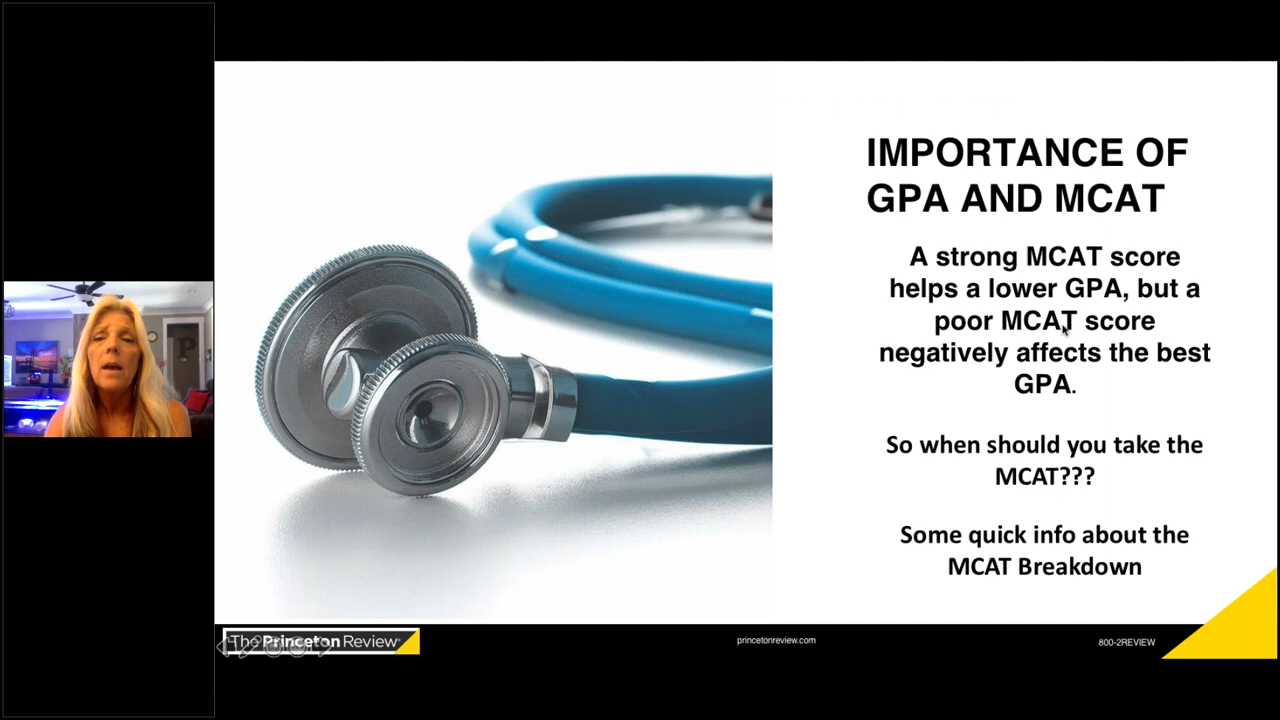 IMPORTANCE OF
GPA AND MCAT
A strong MCAT score
helps a lower GPA, but a
poor MCAT score
negatively affects the best
GPA.
So when should you take the
MCAT???
Some quick info about the
MCAT Breakdown
The Princeton Review
princetonreview.com
800-2REVIEW
P